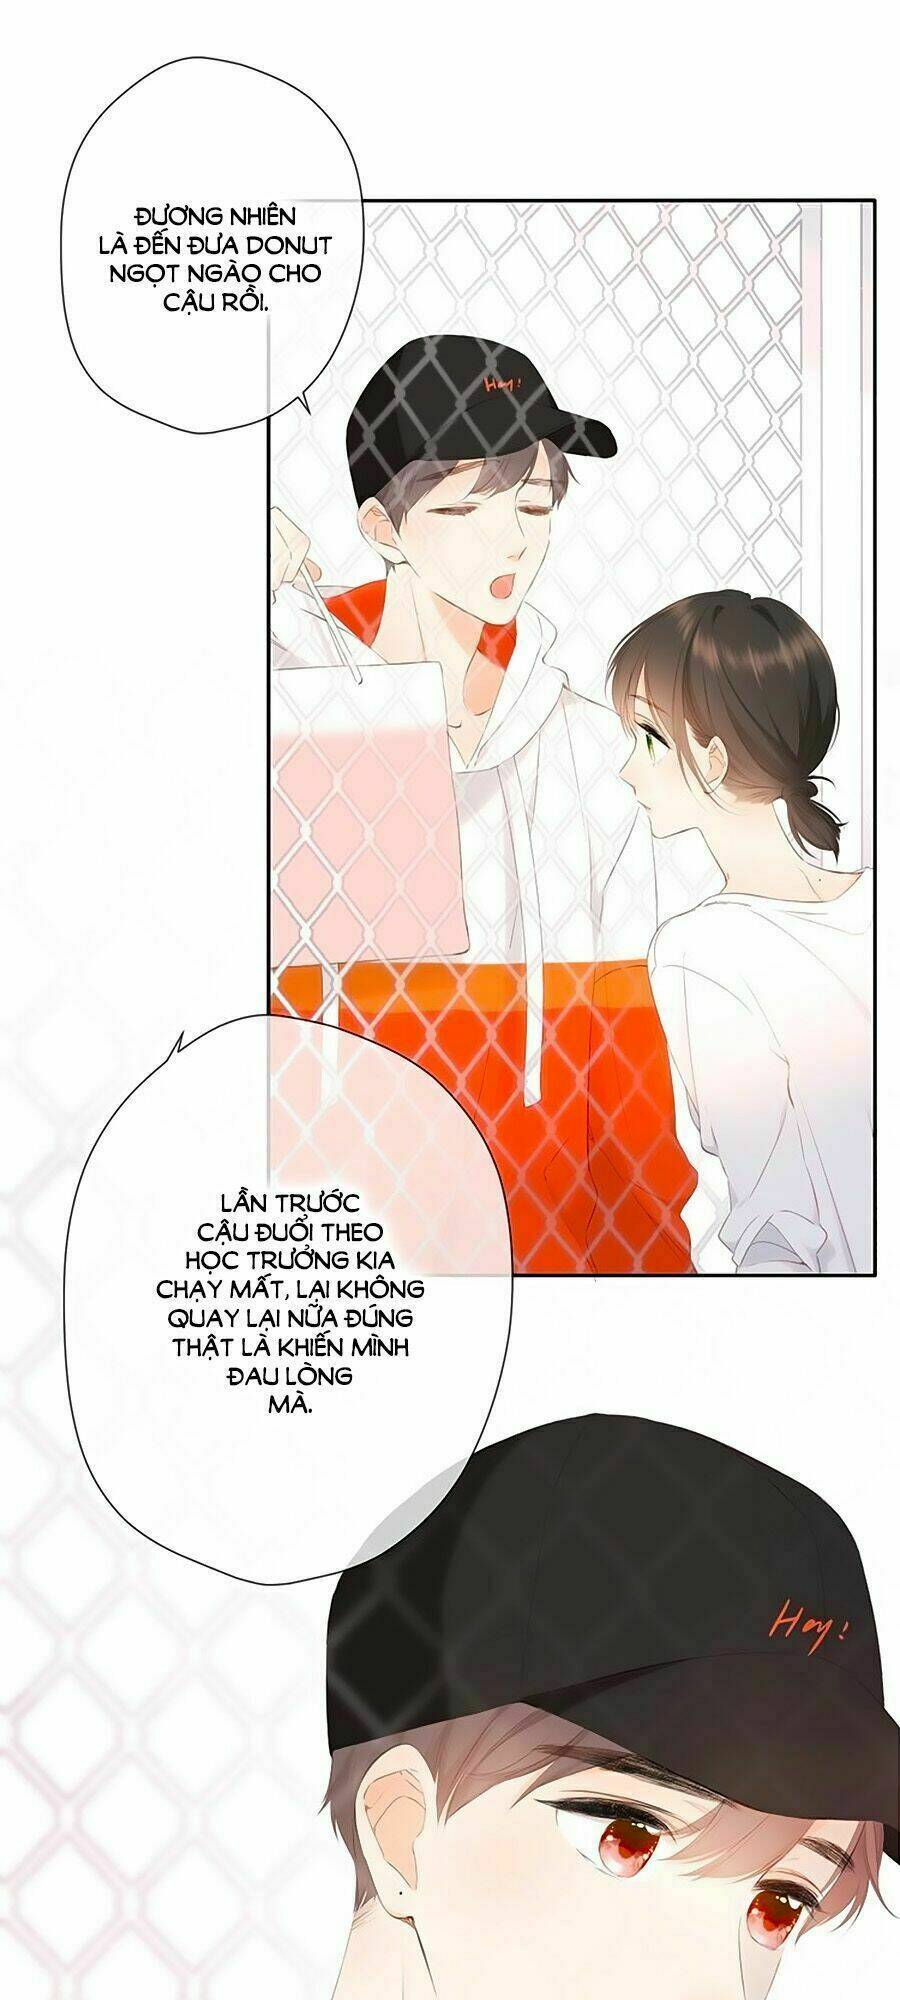 ĐƯƠNG NHIÊN
LÀ ĐẾN ĐƯA DONUT
NGỌT NGÀO CHO
CẬU RỒI.
Hey!
LẦN TRƯỚC
CẬU ĐUỔI THEO
HỌC TRƯỞNG KIA
CHẠY MẤT, LẠI KHÔNG
QUAY LẠI NỮA ĐÚNG
THẬT LÀ KHIẾN MÌNH
ĐAU LÒNG
MÀ.
Hey!